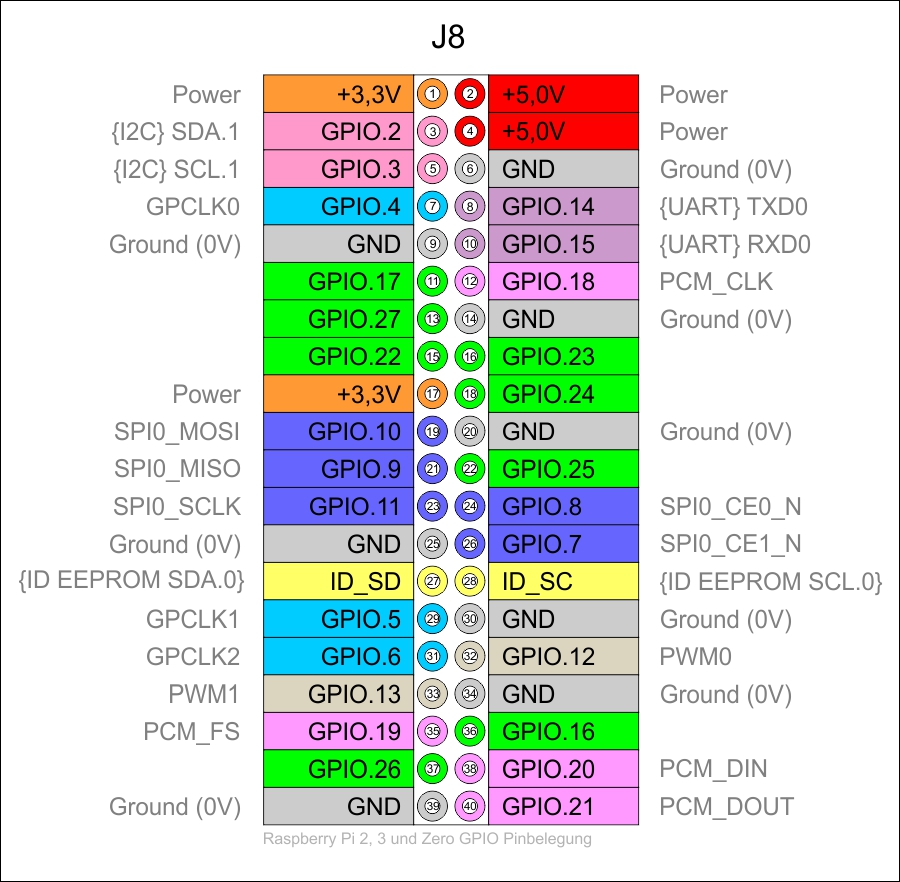 J8
Power +3,3V 1 2 +5,0V Power
{I2C} SDA.1 GPIO.2 3 4 +5,0V Power
{I2C} SCL.1 GPIO.3 5 6 GND Ground (0V)
GPCLK0 GPIO.4 7 8 GPIO.14 {UART} TXD0
Ground (0V) GND 9 10 GPIO.15 {UART} RXD0
GPIO.17 11 12 GPIO.18 PCM_CLK
GPIO.27 13 14 GND Ground (0V)
GPIO.22 15 16 GPIO.23
Power +3,3V 17 18 GPIO.24
SPI0_MOSI GPIO.10 19 20 GND Ground (0V)
SPI0_MISO GPIO.9 21 22 GPIO.25
SPI0_SCLK GPIO.11 23 24 GPIO.8 SPI0_CE0_N
Ground (0V) GND 25 26 GPIO.7 SPI0_CE1_N
{ID EEPROM SDA.0} ID_SD 27 28 ID_SC {ID EEPROM SCL.0}
GPCLK1 GPIO.5 29 30 GND Ground (0V)
GPCLK2 GPIO.6 31 32 GPIO.12 PWM0
PWM1 GPIO.13 33 34 GND Ground (0V)
PCM_FS GPIO.19 35 36 GPIO.16
GPIO.26 37 38 GPIO.20 PCM_DIN
Ground (0V) GND 39 40 GPIO.21 PCM_DOUT
Raspberry Pi 2, 3 und Zero GPIO Pinbelegung